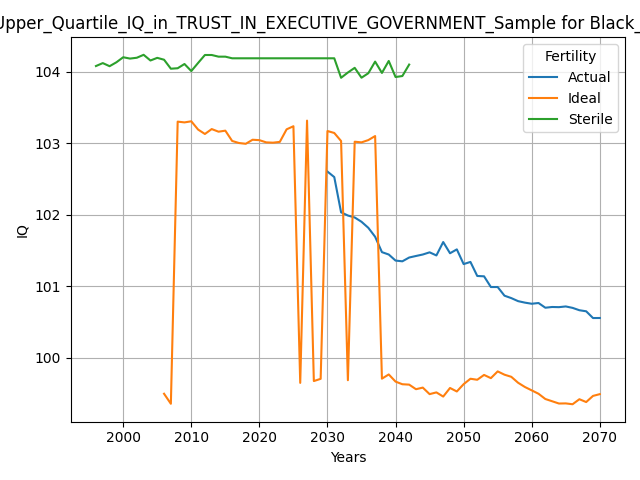 Upper_Quartile_IQ_in_TRUST_IN_EXECUTIVE_GOVERNMENT_Sample for Black_
Fertility
Actual
Ideal
Sterile
104
103
102
101
100
IQ
2000 2010 2020 2030 2040 2050 2060 2070
Years